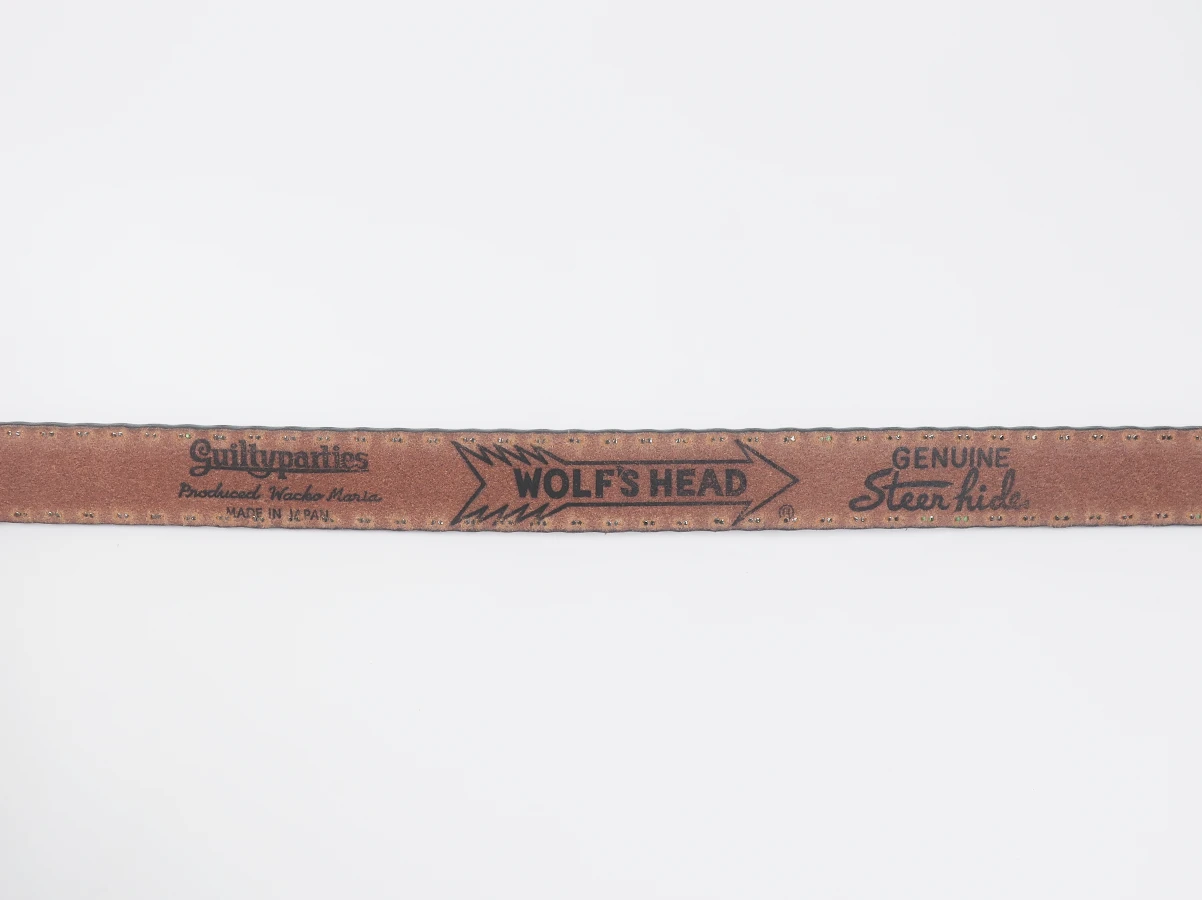 Guiltyparties
Produced Wacko Maria
MADE IN JAPAN
WOLF'S HEAD
®
GENUINE
Steer hide